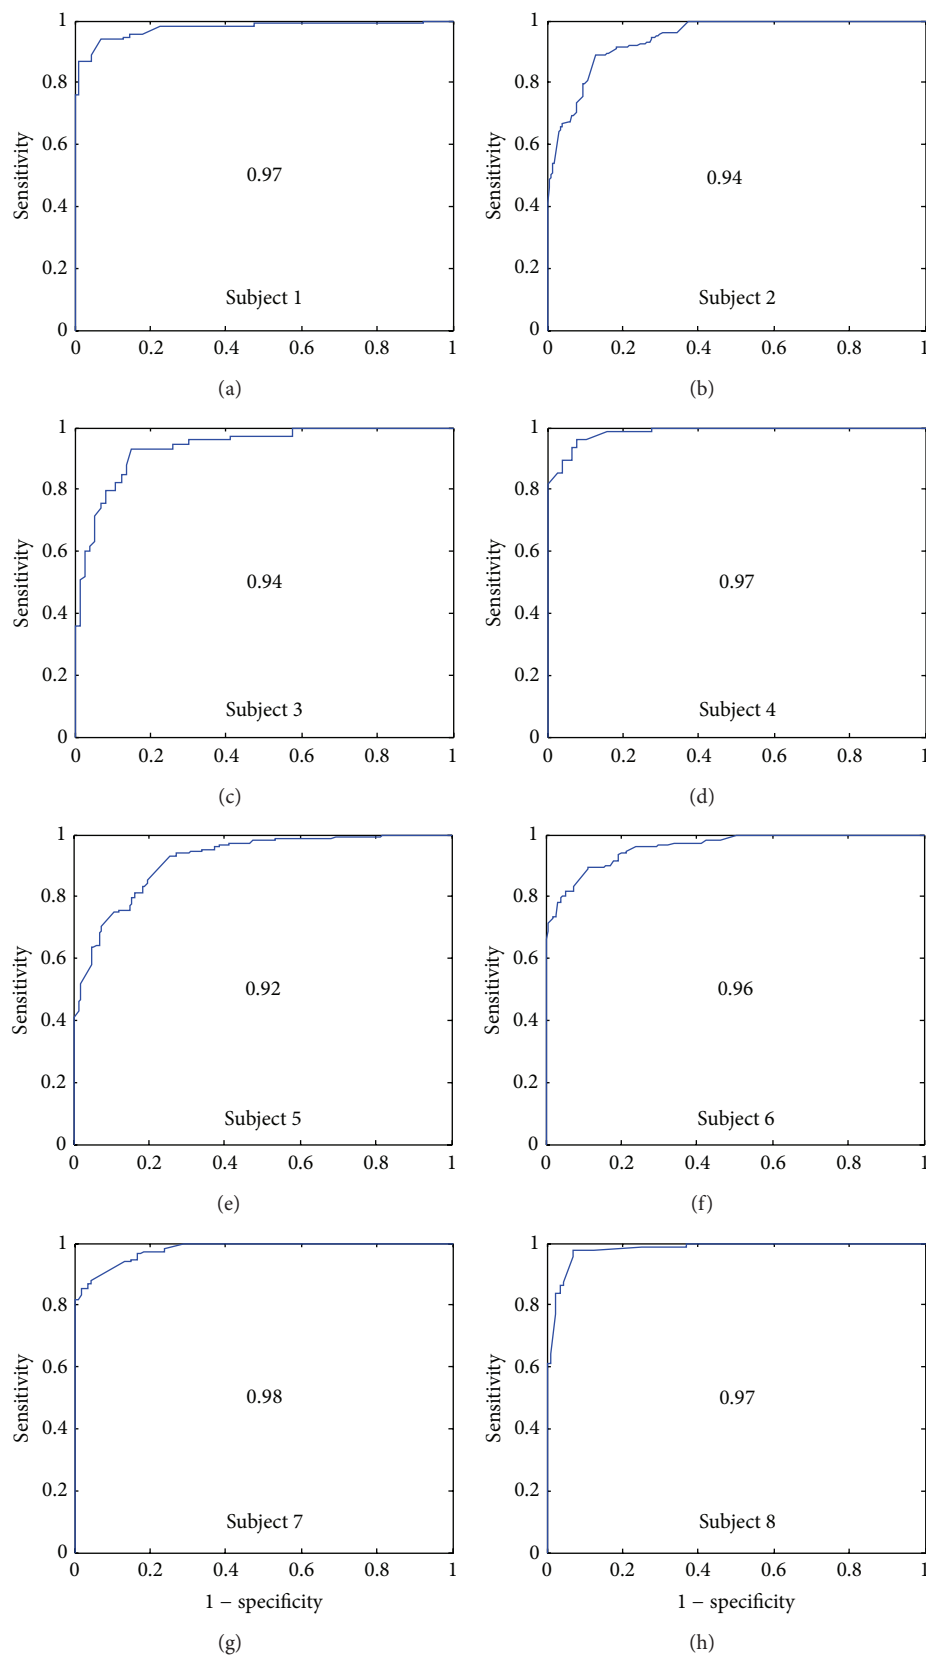 1
0.8
0.6
0.4
0.2
0
Sensitivity
0.97
Subject 1
0 0.2 0.4 0.6 0.8 1
(a)
1
0.8
0.6
0.4
0.2
0
Sensitivity
0.94
Subject 2
0 0.2 0.4 0.6 0.8 1
(b)
1
0.8
0.6
0.4
0.2
0
Sensitivity
0.94
Subject 3
0 0.2 0.4 0.6 0.8 1
(c)
1
0.8
0.6
0.4
0.2
0
Sensitivity
0.97
Subject 4
0 0.2 0.4 0.6 0.8 1
(d)
1
0.8
0.6
0.4
0.2
0
Sensitivity
0.92
Subject 5
0 0.2 0.4 0.6 0.8 1
(e)
1
0.8
0.6
0.4
0.2
0
Sensitivity
0.96
Subject 6
0 0.2 0.4 0.6 0.8 1
(f)
1
0.8
0.6
0.4
0.2
0
Sensitivity
0.98
Subject 7
0 0.2 0.4 0.6 0.8 1
1 − specificity
(g)
1
0.8
0.6
0.4
0.2
0
Sensitivity
0.97
Subject 8
0 0.2 0.4 0.6 0.8 1
1 − specificity
(h)